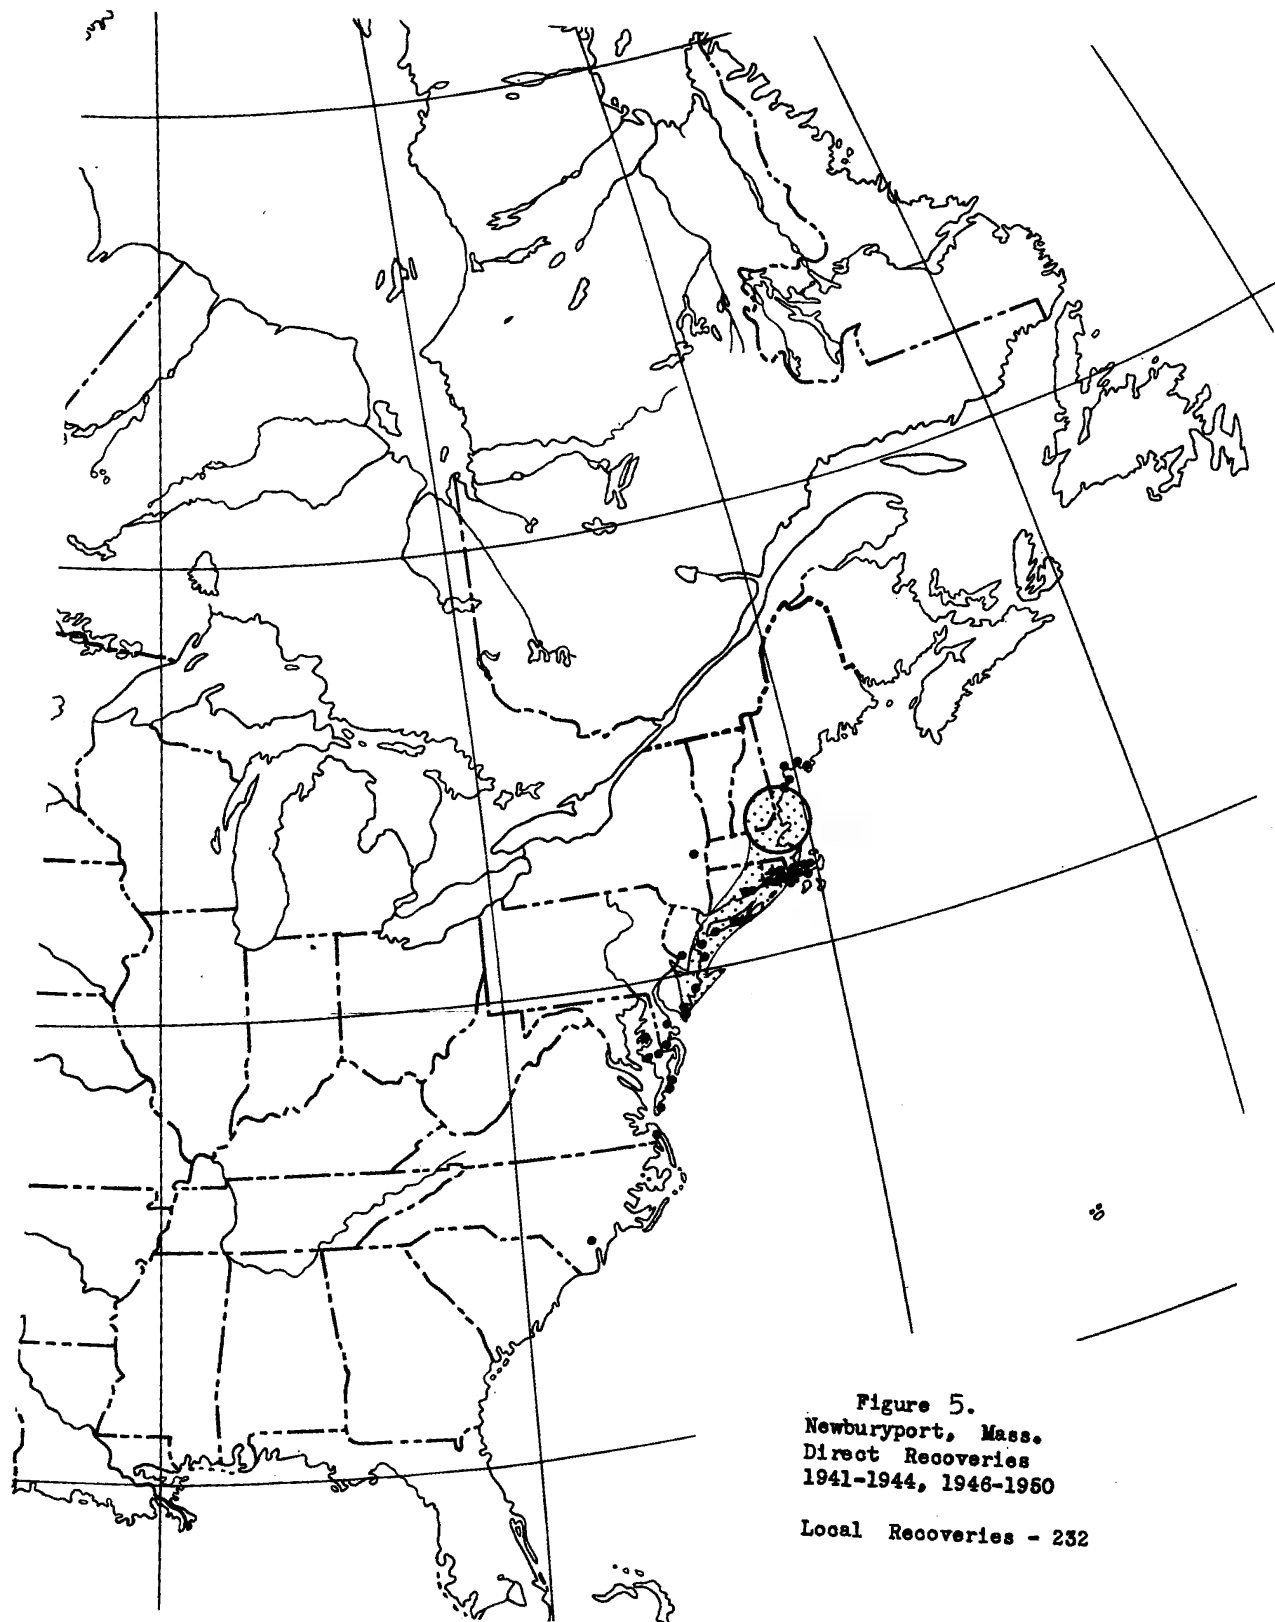 Figure 5.
Newburyport, Mass.
Direct Recoveries
1941-1944, 1946-1950
Local Recoveries - 232